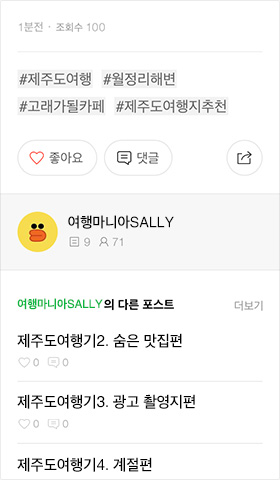 1분전 · 조회수 100
#제주도여행 #월정리해변
#고래가될카페 #제주도여행지추천
좋아요 댓글
여행마니아SALLY
9 71
여행마니아SALLY의 다른 포스트 더보기
제주도여행기2. 숨은 맛집편
0 0
제주도여행기3. 광고 촬영지편
0 0
제주도여행기4. 계절편